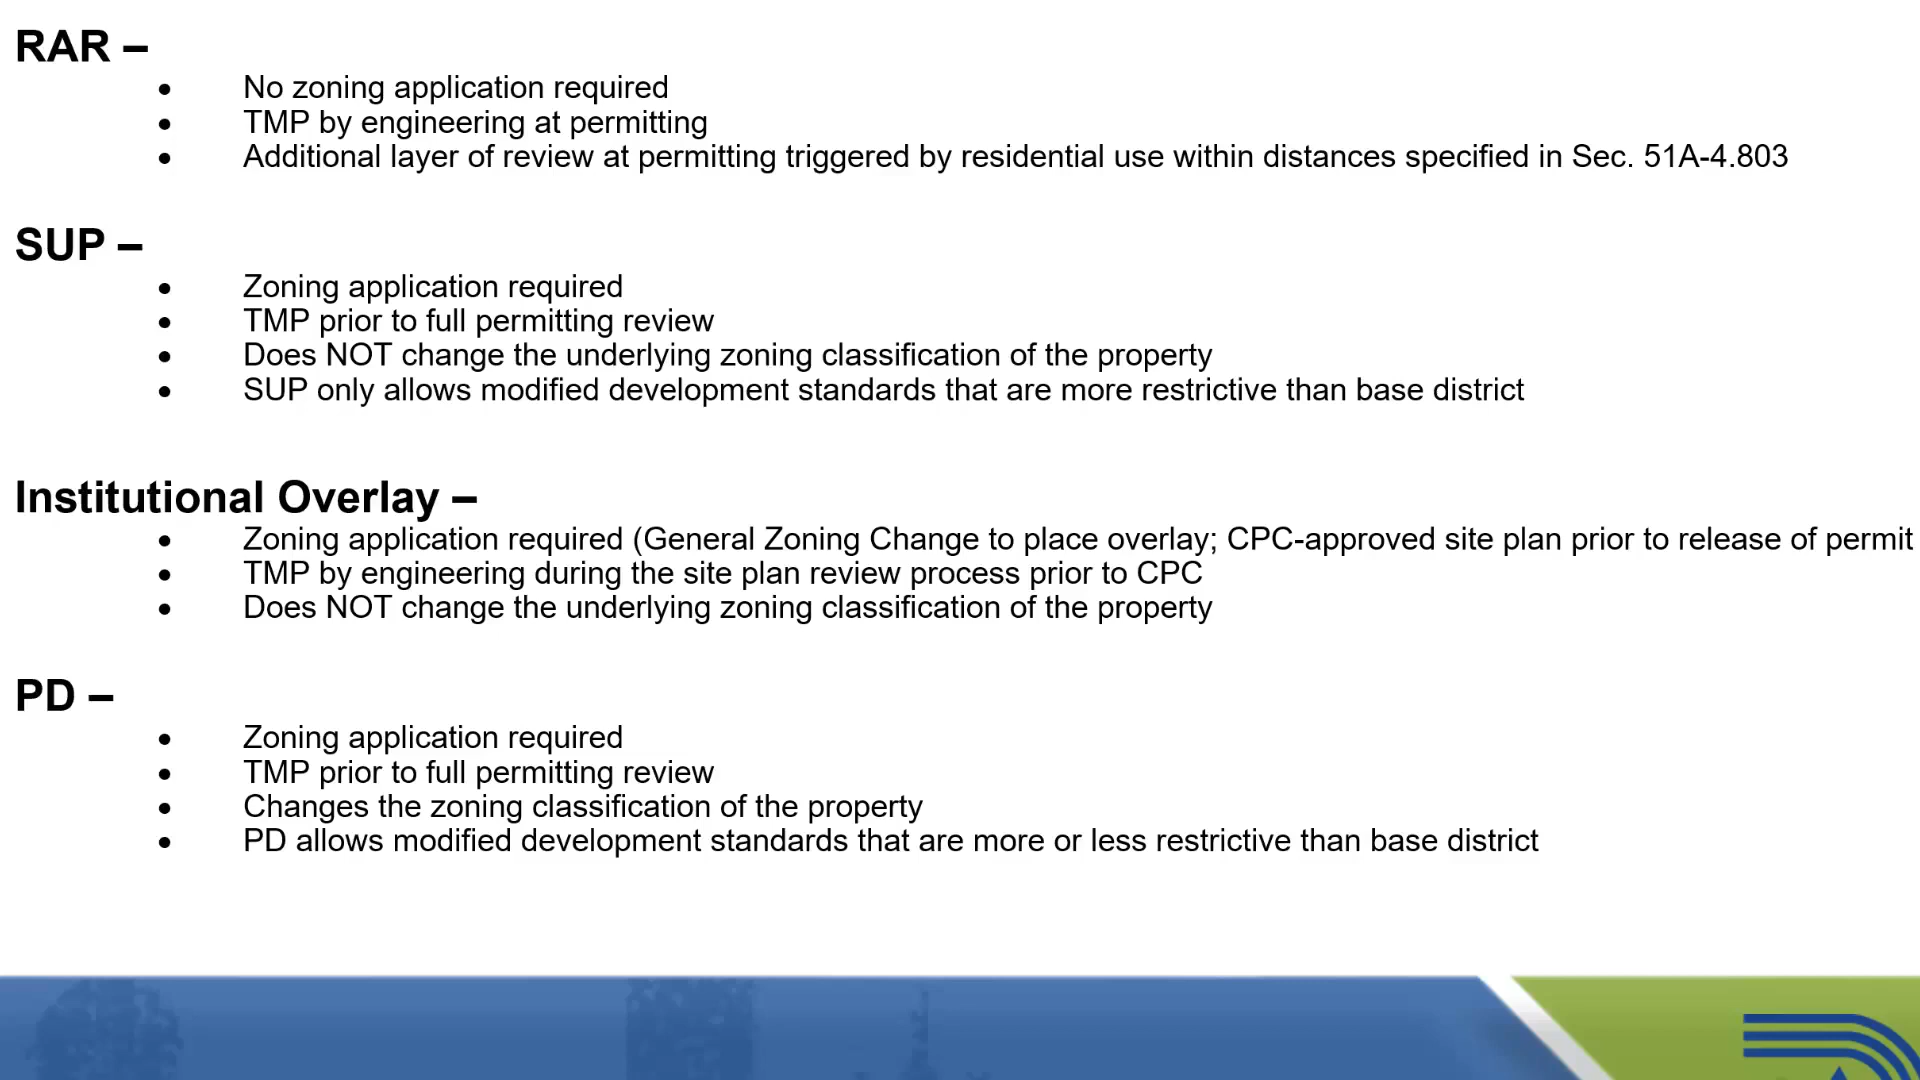 RAR –
• No zoning application required
• TMP by engineering at permitting
• Additional layer of review at permitting triggered by residential use within distances specified in Sec. 51A-4.803
SUP –
• Zoning application required
• TMP prior to full permitting review
• Does NOT change the underlying zoning classification of the property
• SUP only allows modified development standards that are more restrictive than base district
Institutional Overlay –
• Zoning application required (General Zoning Change to place overlay; CPC-approved site plan prior to release of permit
• TMP by engineering during the site plan review process prior to CPC
• Does NOT change the underlying zoning classification of the property
PD –
• Zoning application required
• TMP prior to full permitting review
• Changes the zoning classification of the property
• PD allows modified development standards that are more or less restrictive than base district